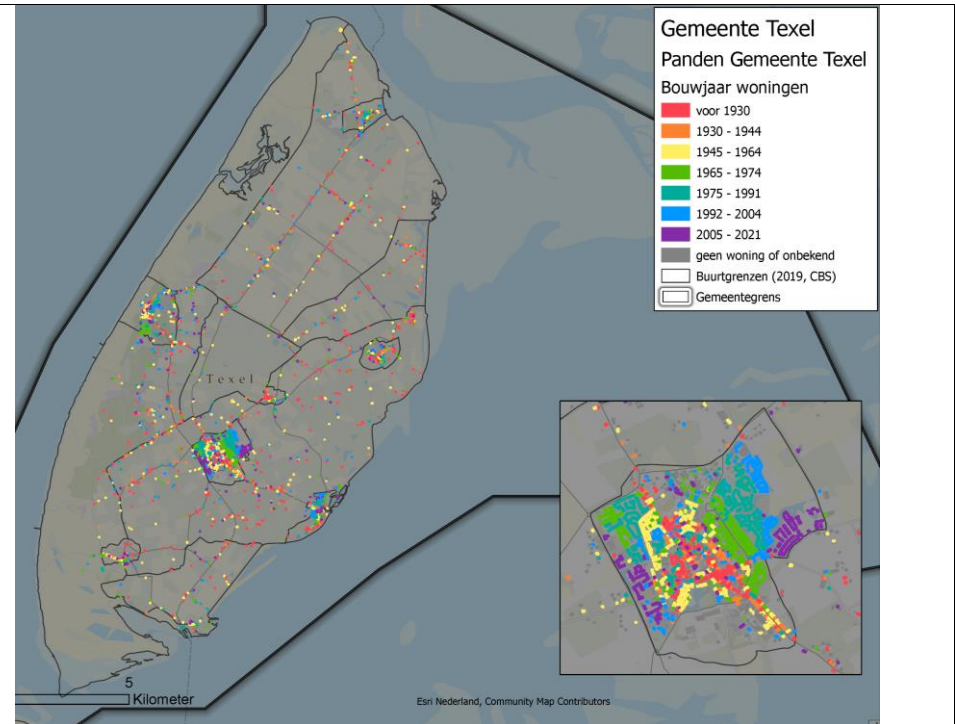 Gemeente Texel
Panden Gemeente Texel
Bouwjaar woningen
voor 1930
1930 - 1944
1945 - 1964
1965 - 1974
1975 - 1991
1992 - 2004
2005 - 2021
geen woning of onbekend
Buurtgrenzen (2019, CBS)
Gemeentegrens
Texel
5
Kilometer
Esri Nederland, Community Map Contributors